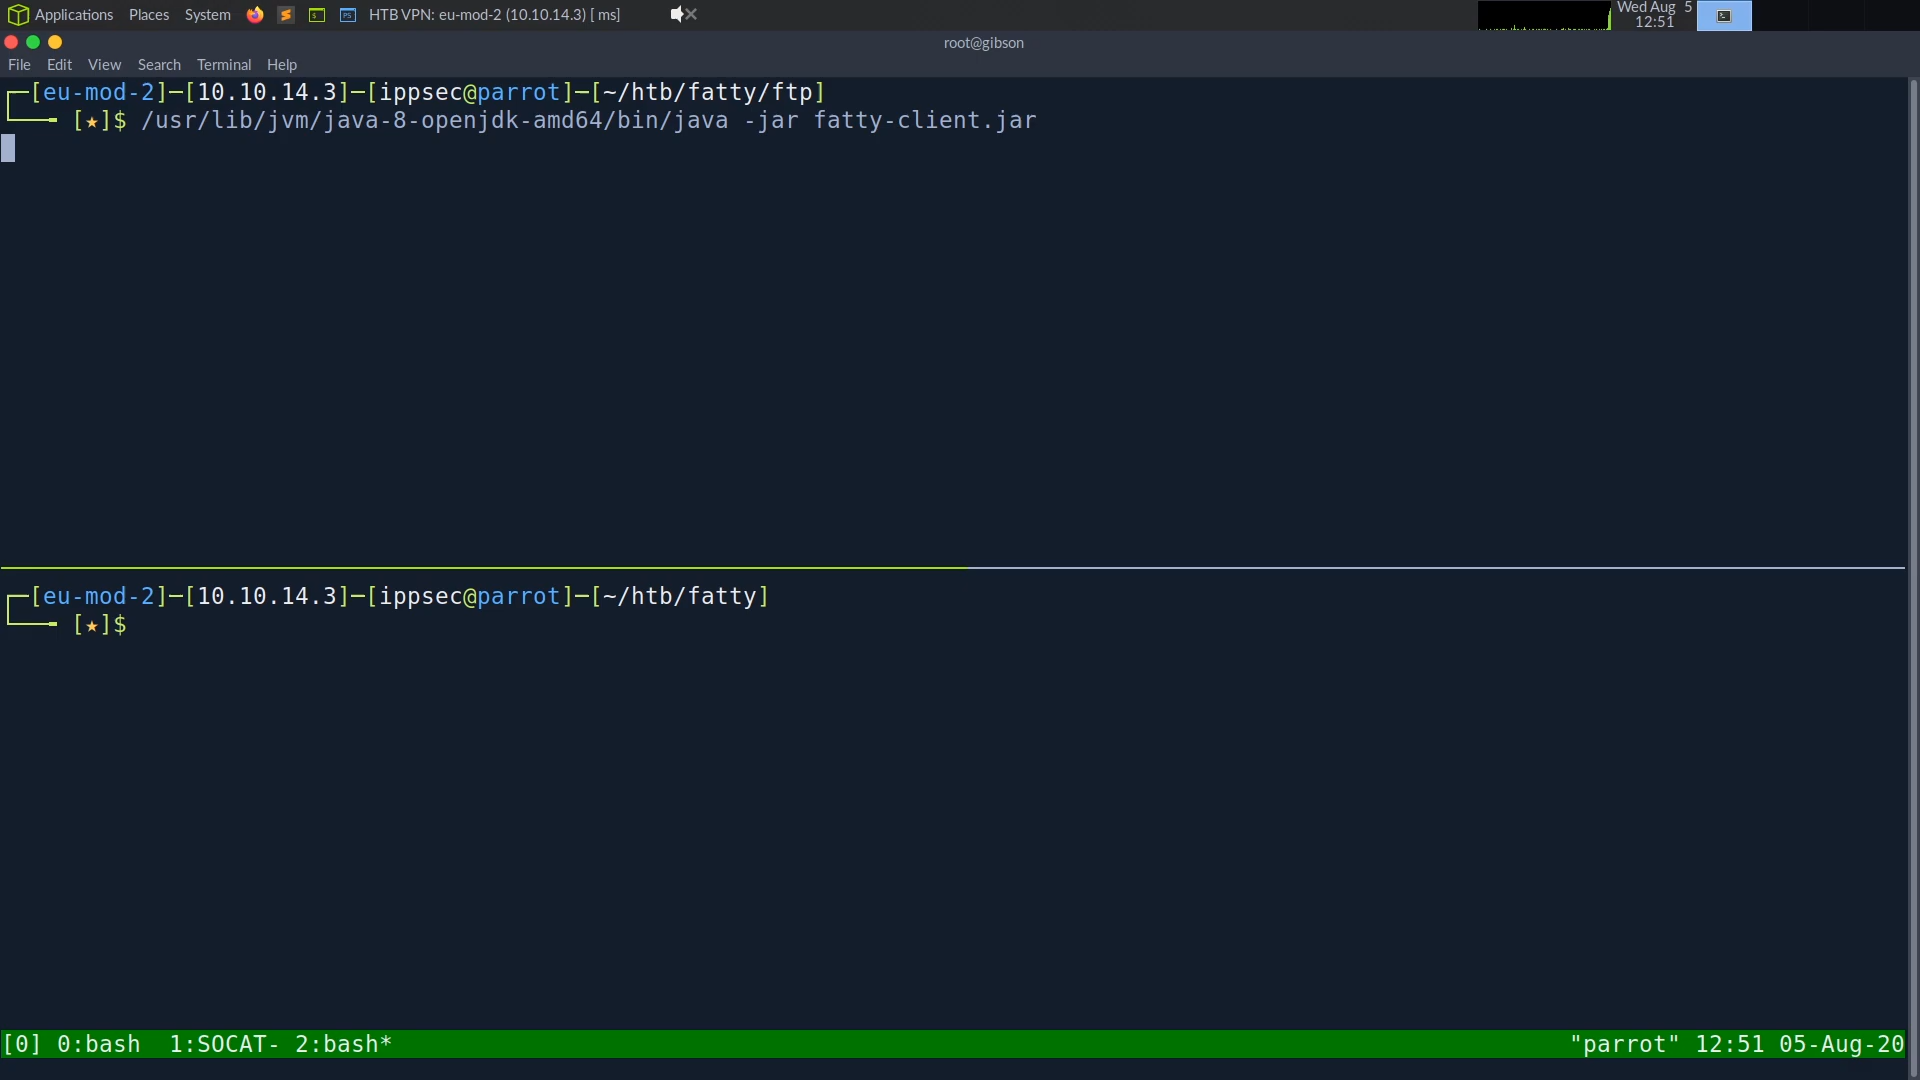 Applications Places System HTB VPN: eu-mod-2 (10.10.14.3) [ ms] Wed Aug 5
12:51
root@gibson
File Edit View Search Terminal Help
┌─[eu-mod-2]─[10.10.14.3]─[ippsec@parrot]─[~/htb/fatty/ftp]
└──╼ [★]$ /usr/lib/jvm/java-8-openjdk-amd64/bin/java -jar fatty-client.jar
┌─[eu-mod-2]─[10.10.14.3]─[ippsec@parrot]─[~/htb/fatty]
└──╼ [★]$
[0] 0:bash  1:SOCAT- 2:bash* "parrot" 12:51 05-Aug-20